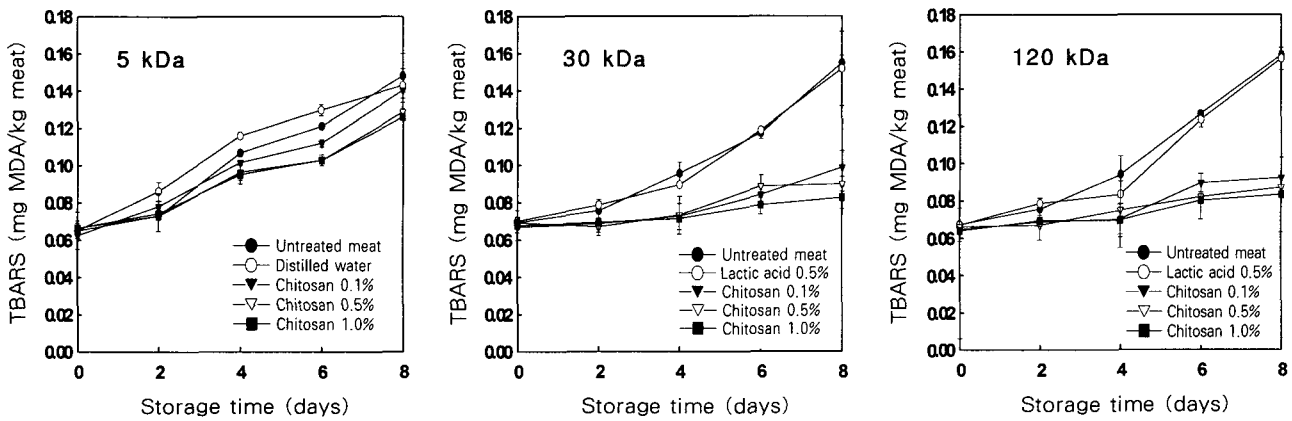 5 kDa
TBARS (mg MDA/kg meat)
0.18
0.16
0.14
0.12
0.10
0.08
0.06
0.04
0.02
0.00
Untreated meat
Distilled water
Chitosan 0.1%
Chitosan 0.5%
Chitosan 1.0%
0 2 4 6 8
Storage time (days)
30 kDa
TBARS (mg MDA/kg meat)
0.18
0.16
0.14
0.12
0.10
0.08
0.06
0.04
0.02
0.00
Untreated meat
Lactic acid 0.5%
Chitosan 0.1%
Chitosan 0.5%
Chitosan 1.0%
0 2 4 6 8
Storage time (days)
120 kDa
TBARS (mg MDA/kg meat)
0.18
0.16
0.14
0.12
0.10
0.08
0.06
0.04
0.02
0.00
Untreated meat
Lactic acid 0.5%
Chitosan 0.1%
Chitosan 0.5%
Chitosan 1.0%
0 2 4 6 8
Storage time (days)